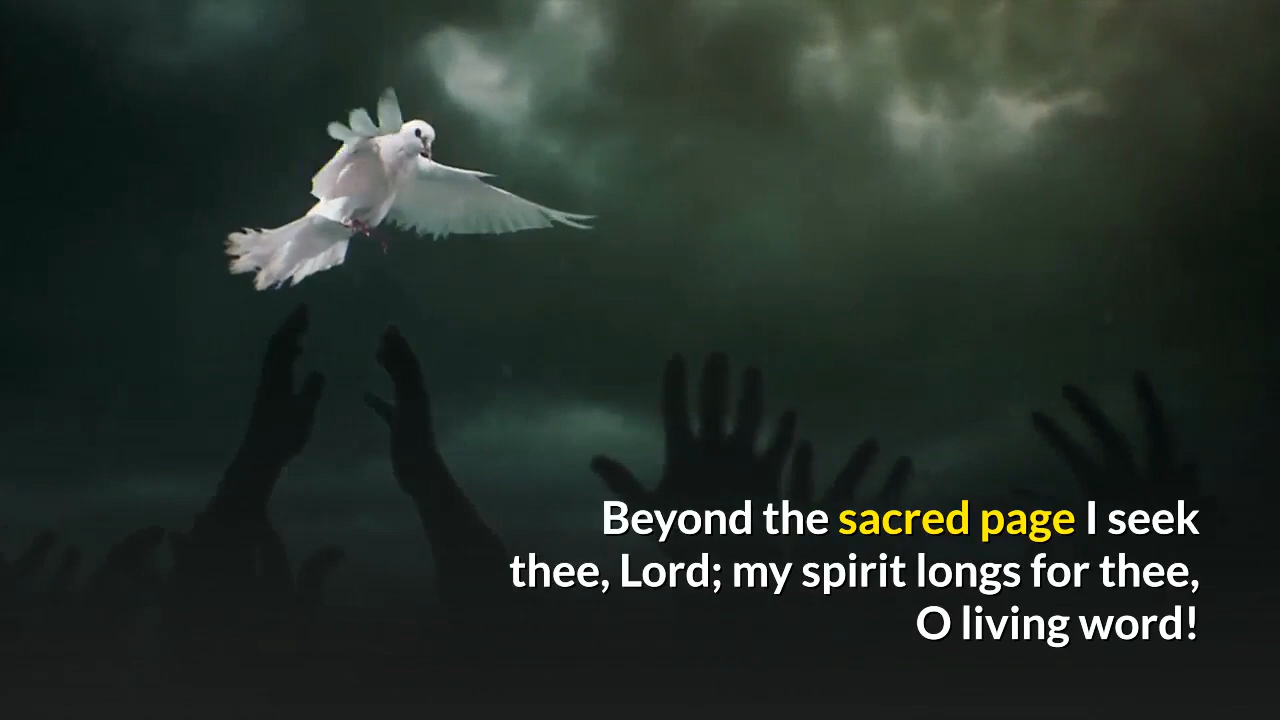 Beyond the sacred page I seek
thee, Lord; my spirit longs for thee,
O living word!